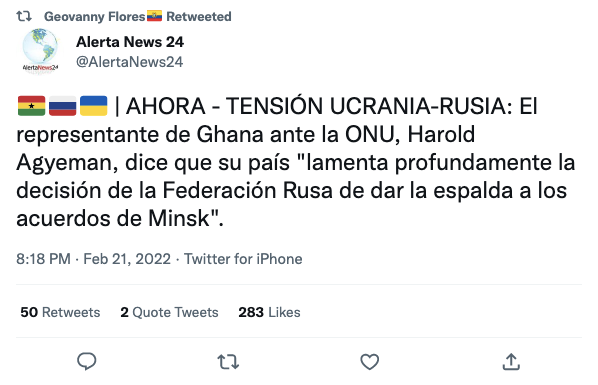 Geovanny Flores🇪🇨 Retweeted
Alerta News 24
AlertaNews24
@AlertaNews24
🇬🇭🇷🇺🇺🇦 | AHORA - TENSIÓN UCRANIA-RUSIA: El
representante de Ghana ante la ONU, Harold
Agyeman, dice que su país "lamenta profundamente la
decisión de la Federación Rusa de dar la espalda a los
acuerdos de Minsk".
8:18 PM · Feb 21, 2022 · Twitter for iPhone
50 Retweets 2 Quote Tweets 283 Likes